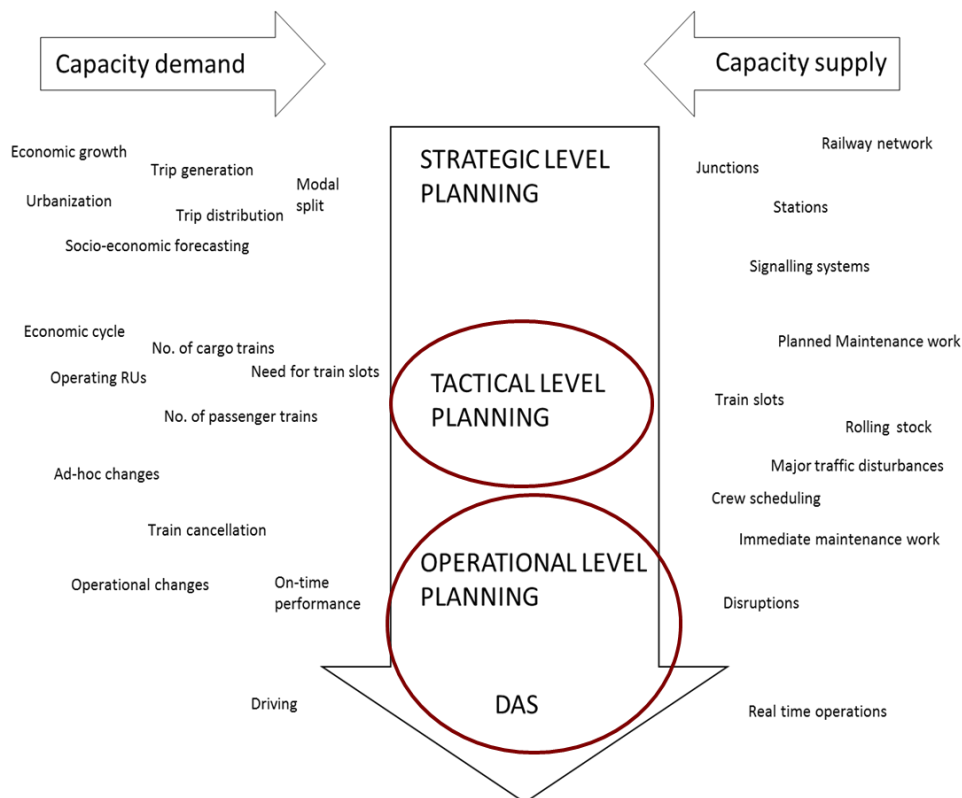 Capacity demand
Capacity supply
Economic growth
Trip generation
Urbanization
Modal
split
Trip distribution
Socio-economic forecasting
STRATEGIC LEVEL
PLANNING
Railway network
Junctions
Stations
Signalling systems
Economic cycle
No. of cargo trains
Operating RUs
Need for train slots
No. of passenger trains
TACTICAL LEVEL
PLANNING
Planned Maintenance work
Train slots
Rolling stock
Major traffic disturbances
Crew scheduling
Ad-hoc changes
Train cancellation
Operational changes
On-time
performance
OPERATIONAL LEVEL
PLANNING
Immediate maintenance work
Disruptions
Driving
DAS
Real time operations